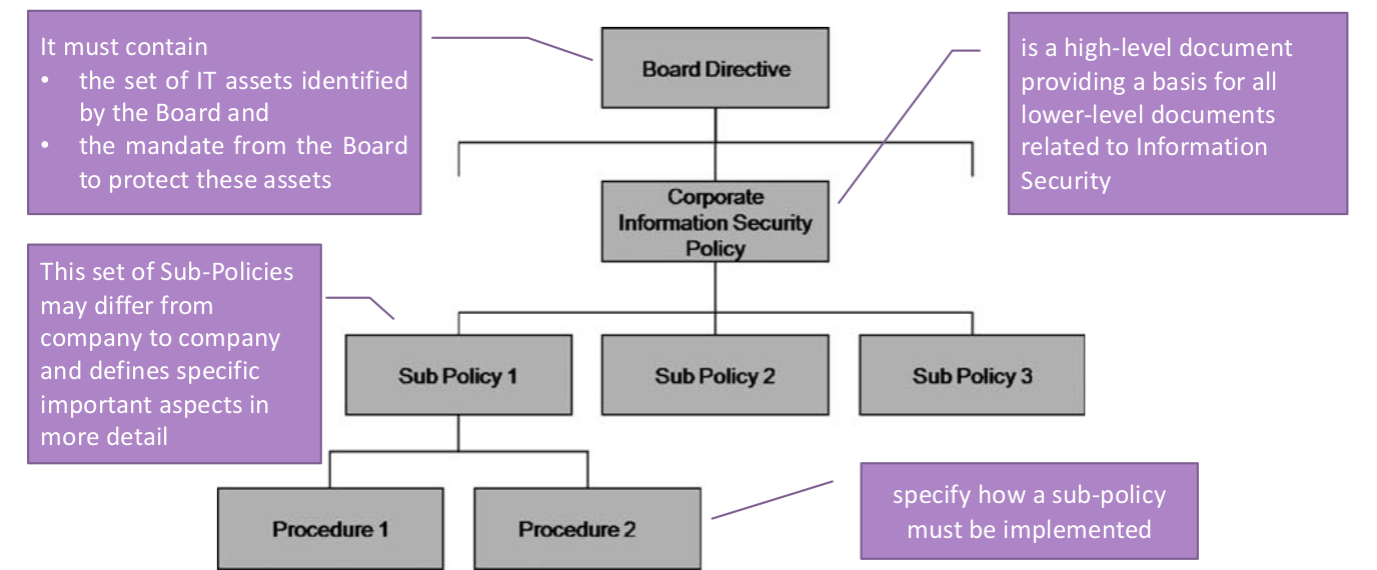 It must contain
• the set of IT assets identified
by the Board and
• the mandate from the Board
to protect these assets
Board Directive
is a high-level document
providing a basis for all
lower-level documents
related to Information
Security
Corporate
Information Security
Policy
This set of Sub-Policies
may differ from
company to company
and defines specific
important aspects in
more detail
Sub Policy 1
Sub Policy 2
Sub Policy 3
Procedure 1
Procedure 2
specify how a sub-policy
must be implemented